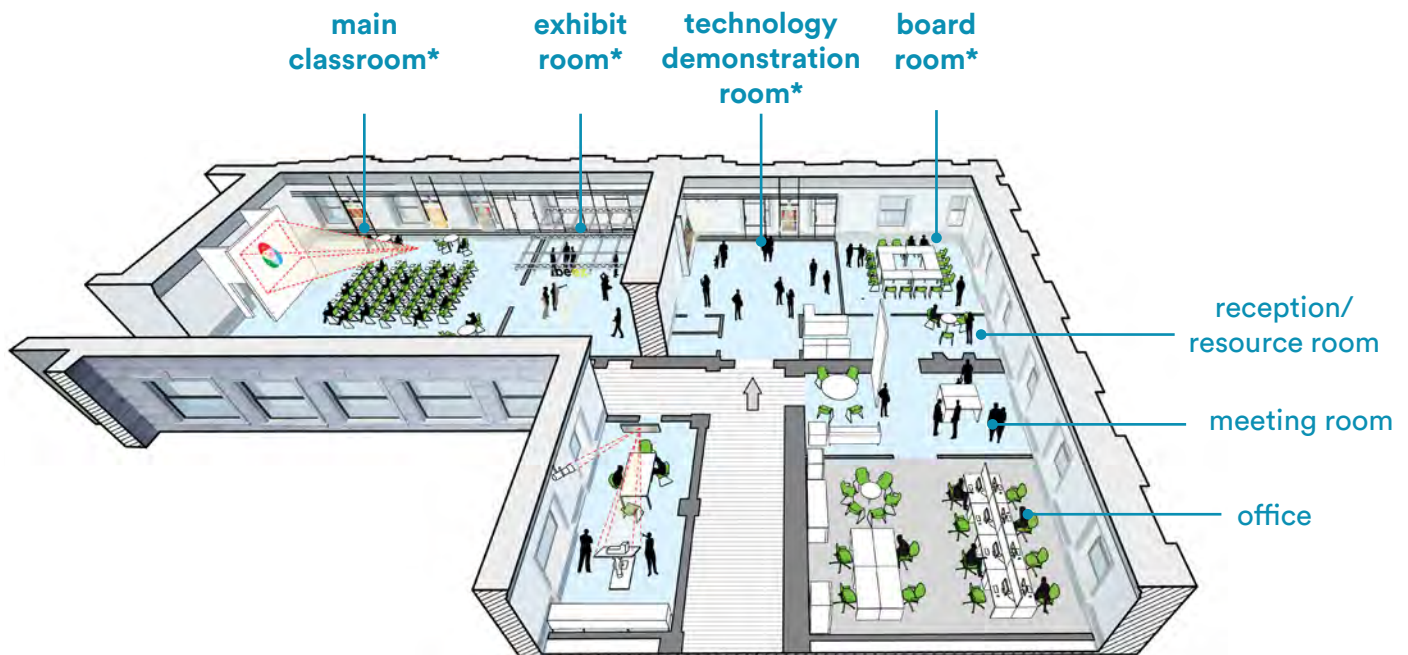 main
classroom*
exhibit
room*
technology
demonstration
room*
board
room*
reception/
resource room
meeting room
office